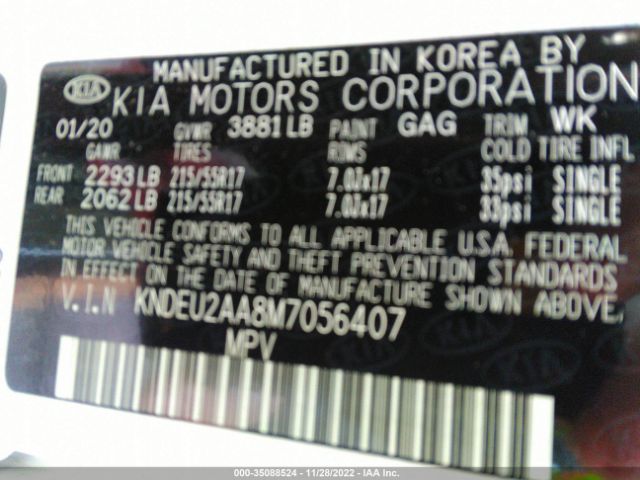 MANUFACTURED IN KOREA BY
KIA KIA MOTORS CORPORATION
01/20 GVWR 3881LB PAINT GAG TRIM WK
GAWR TIRES RIMS COLD TIRE INFL
FRONT 2293LB 215/55R17 7.0Jx17 35psi SINGLE
REAR 2062LB 215/55R17 7.0Jx17 33psi SINGLE
THIS VEHICLE CONFORMS TO ALL APPLICABLE U.S.A. FEDERAL
MOTOR VEHICLE SAFETY AND THEFT PREVENTION STANDARDS
IN EFFECT ON THE DATE OF MANUFACTURE SHOWN ABOVE.
V.I.N KNDEU2AA8M7056407
MPV
000-35088524 | 11/28/2022 | IAA Inc.